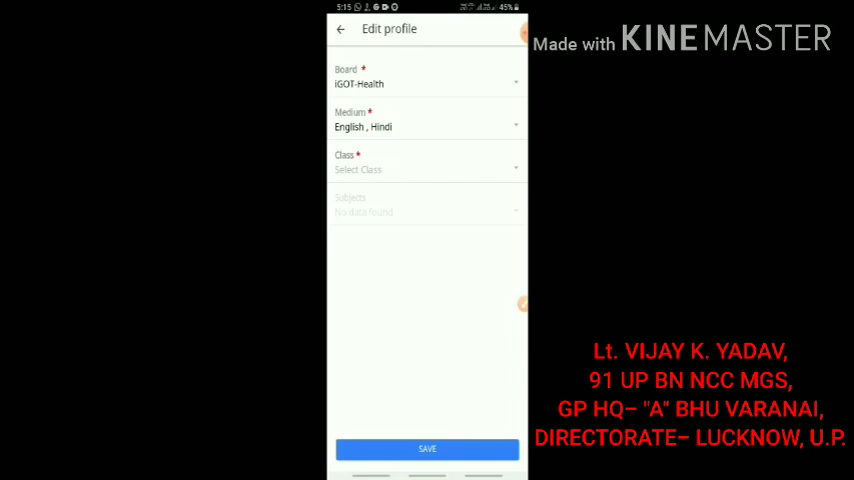 5:15
45%
Edit profile
Made with KINEMASTER
Board *
iGOT-Health
Medium *
English , Hindi
Class *
Select Class
Subjects
No data found
SAVE
Lt. VIJAY K. YADAV,
91 UP BN NCC MGS,
GP HQ– "A" BHU VARANAI,
DIRECTORATE– LUCKNOW, U.P.